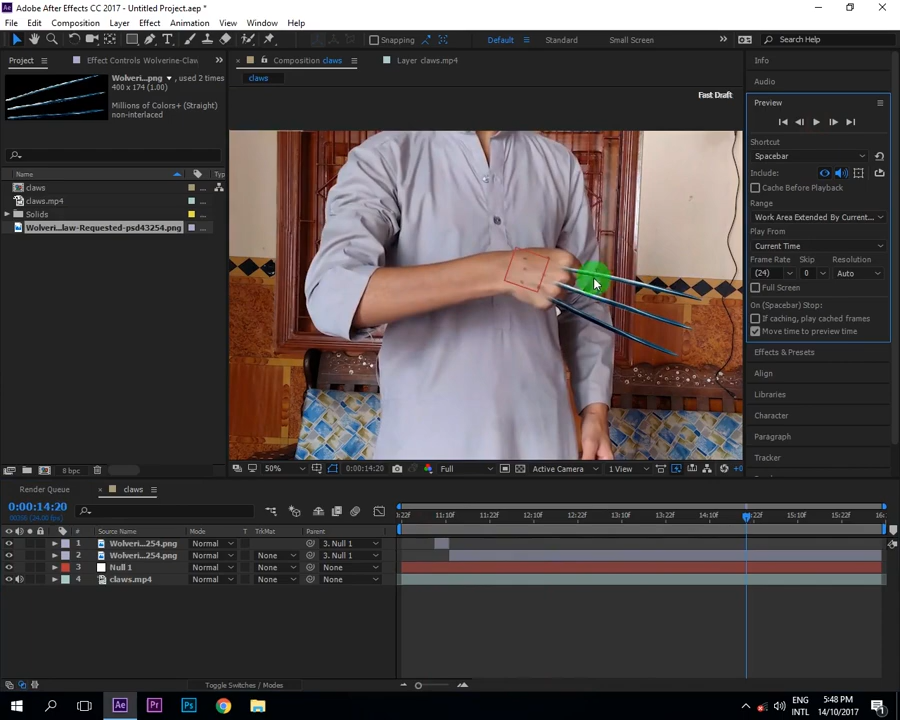 Adobe After Effects CC 2017 - Untitled Project.aep *
File Edit Composition Layer Effect Animation View Window Help
Snapping Default Standard Small Screen Search Help
Project Effect Controls Wolverine-Claw Composition claws Layer claws.mp4 Info
claws
Wolveri...png , used 2 times
400 x 174 (1.00)
Millions of Colors+ (Straight)
non-interlaced
Fast Draft
Audio
Preview
Shortcut
Spacebar
Include:
Cache Before Playback
Range
Work Area Extended By Current...
Play From
Current Time
Frame Rate Skip Resolution
(24) 0 Auto
Full Screen
On (Spacebar) Stop:
If caching, play cached frames
Move time to preview time
Effects & Presets
Align
Libraries
Character
Paragraph
Tracker
Name Typ
claws
claws.mp4
Solids
Wolveri...law-Requested-psd43254.png
8 bpc
50% 0:00:14:20 Full Active Camera 1 View +0
Render Queue claws
0:00:14:20
# Source Name Mode T TrkMat Parent
:22f 11:10f 11:22f 12:10f 12:22f 13:10f 13:22f 14:10f 15:10f 15:22f 16:
1 Wolveri...254.png Normal 3. Null 1
2 Wolveri...254.png Normal None 3. Null 1
3 Null 1 Normal None None
4 claws.mp4 Normal None None
Toggle Switches / Modes
ENG
INTL
5:48 PM
14/10/2017